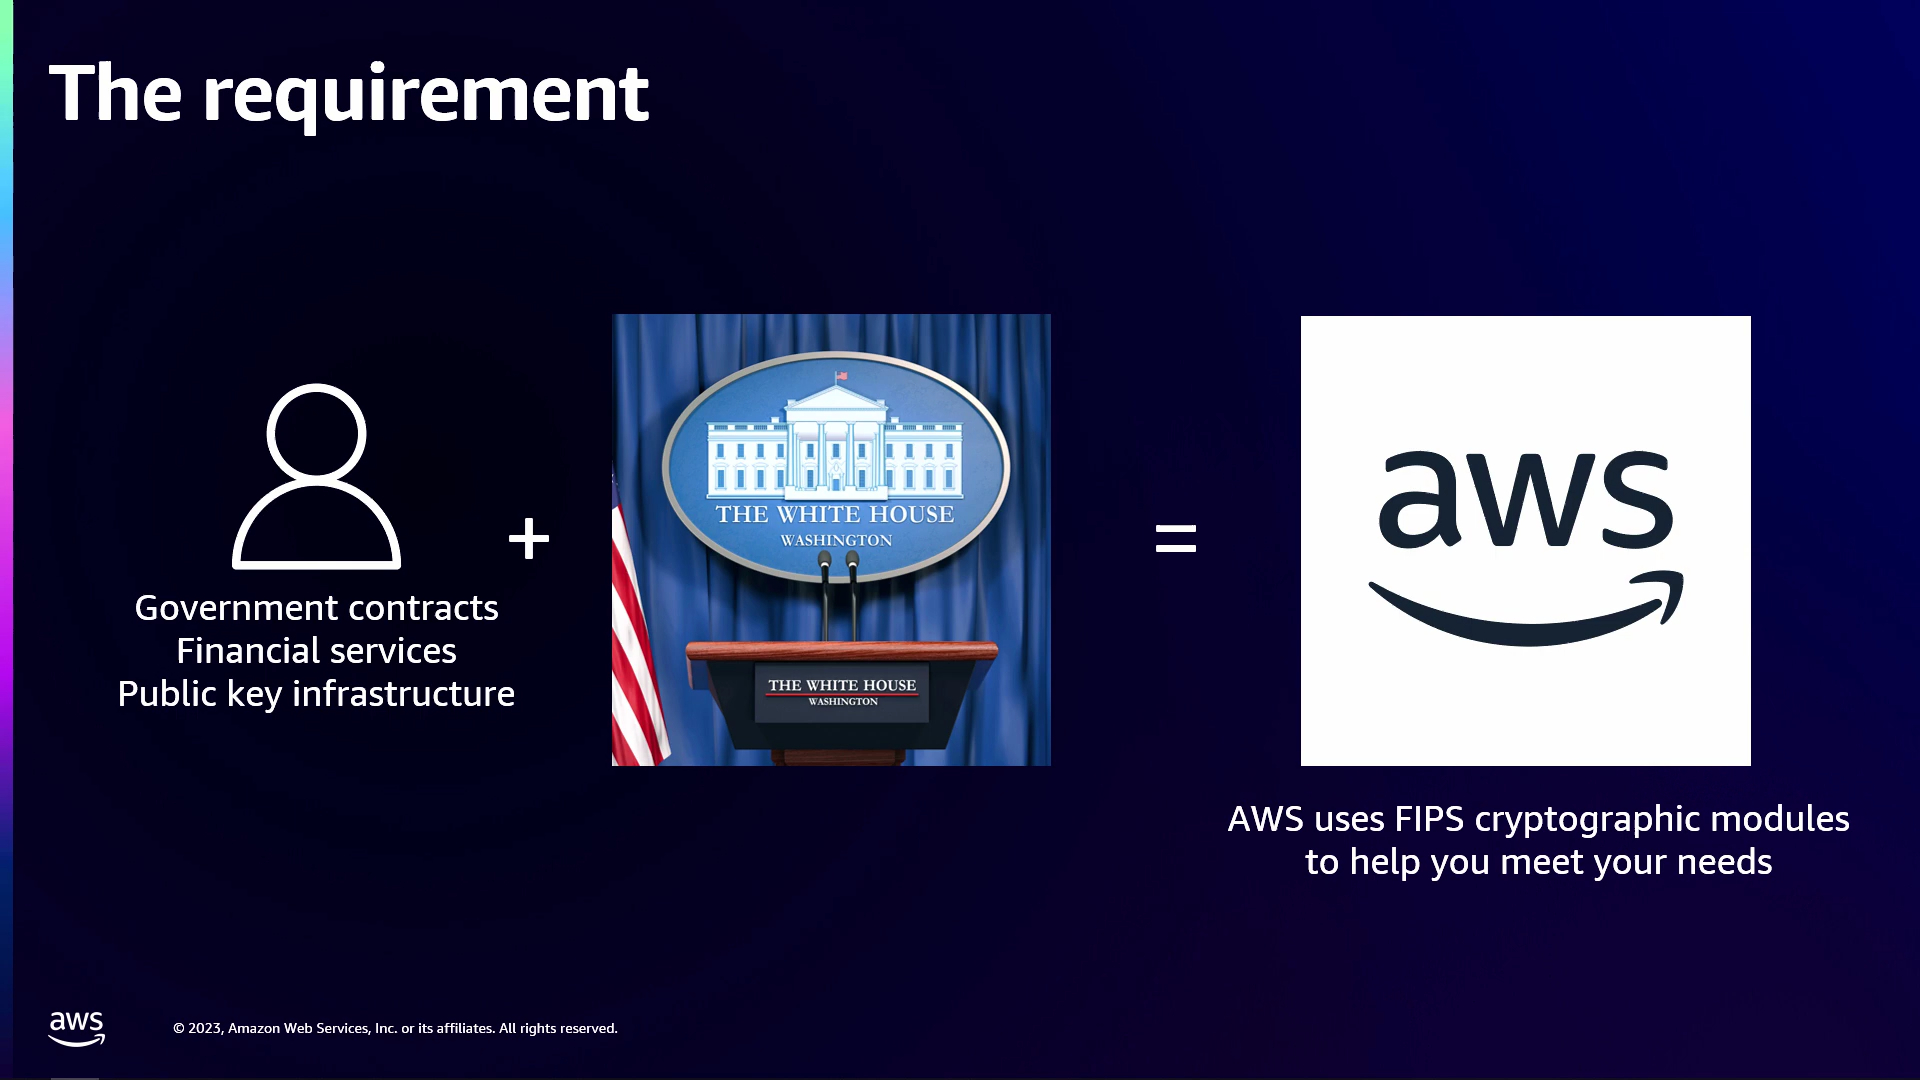 The requirement
Government contracts
Financial services
Public key infrastructure
+
THE WHITE HOUSE
WASHINGTON
THE WHITE HOUSE
WASHINGTON
=
aws
AWS uses FIPS cryptographic modules
to help you meet your needs
aws
© 2023, Amazon Web Services, Inc. or its affiliates. All rights reserved.